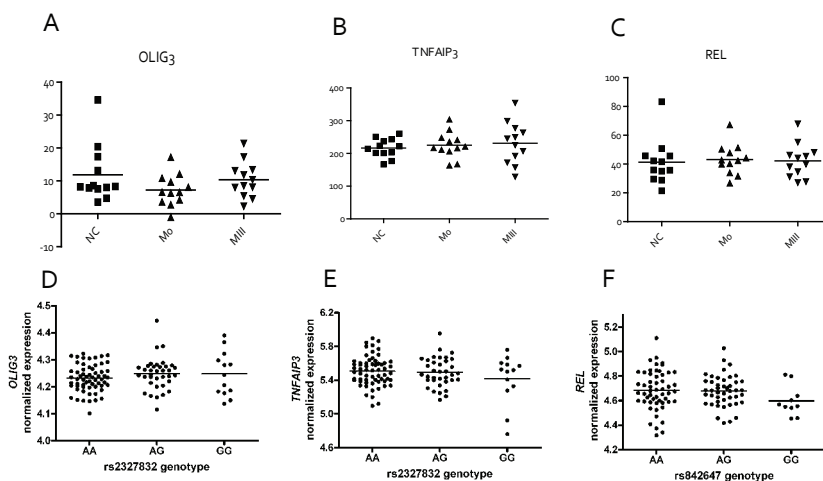 A
OLIG3
40
30
20
10
0
-10
NC
Mo
MIII
B
TNFAIP3
400
300
200
100
0
NC
Mo
MIII
C
REL
100
80
60
40
20
0
NC
Mo
MIII
D
OLIG3
normalized expression
4.5
4.4
4.3
4.2
4.1
4.0
AA
AG
GG
rs2327832 genotype
E
TNFAIP3
normalized expression
6.2
5.8
5.4
5.0
4.6
AA
AG
GG
rs2327832 genotype
F
REL
normalized expression
5.2
5.0
4.8
4.6
4.4
4.2
AA
AG
GG
rs842647 genotype